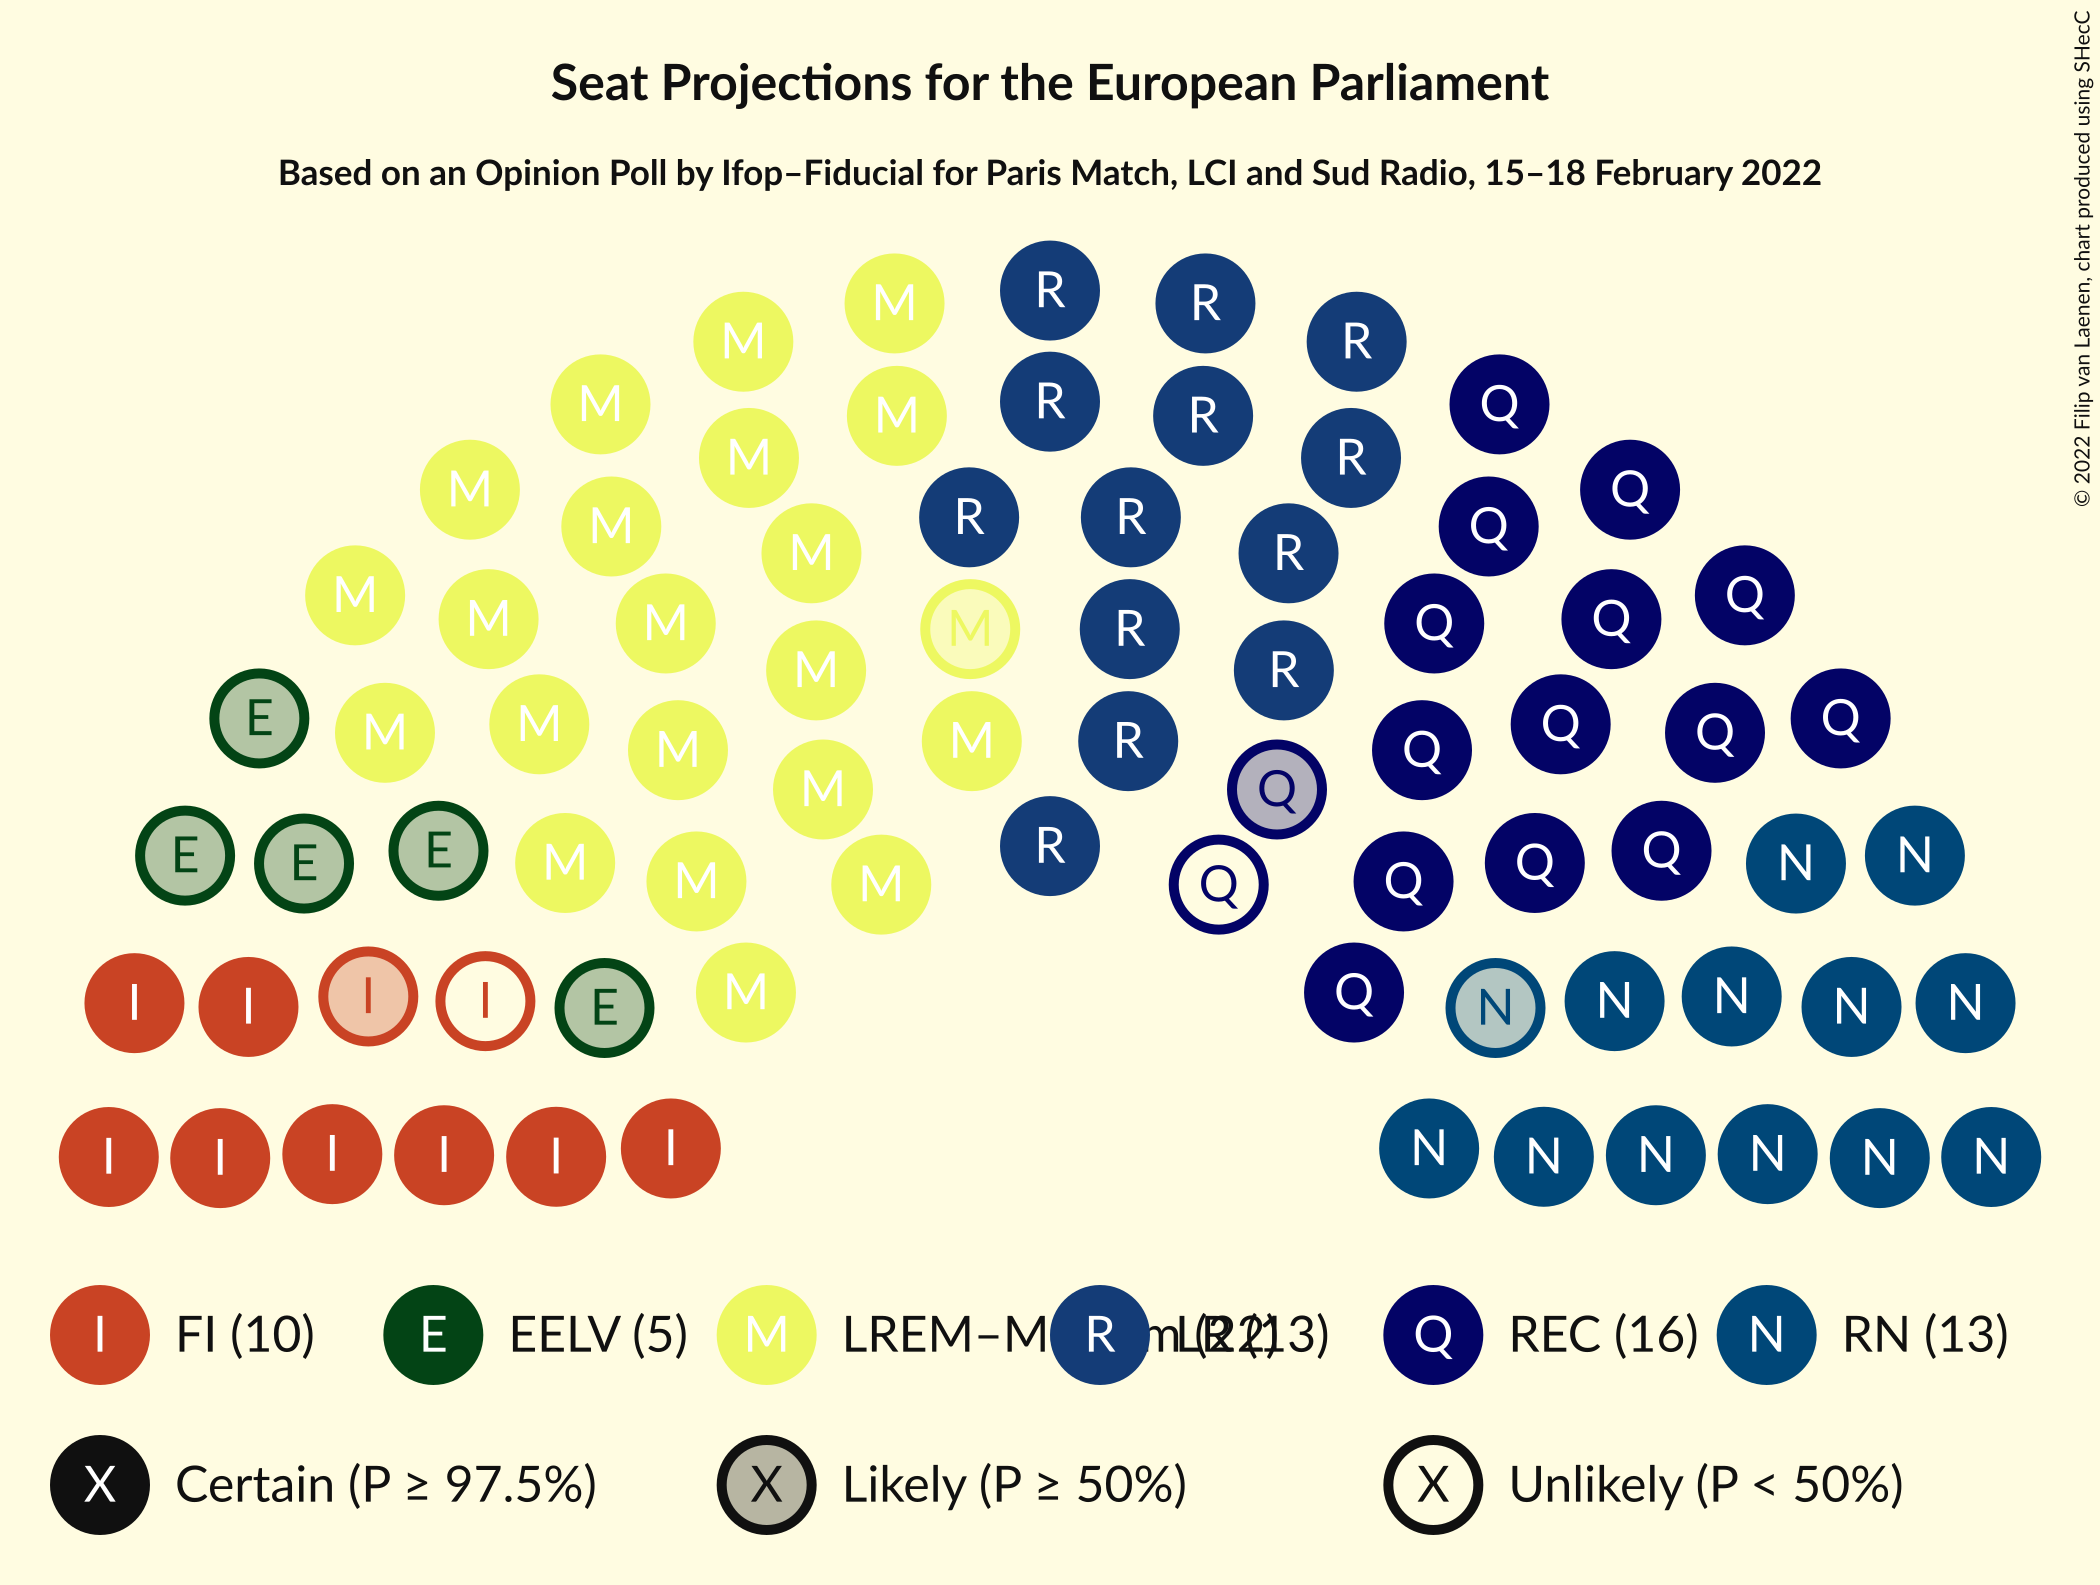 Seat Projections for the European Parliament
Based on an Opinion Poll by Ifop–Fiducial for Paris Match, LCI and Sud Radio, 15–18 February 2022
© 2022 Filip van Laenen, chart produced using SHecC
R
M R
M R
M Q
M R R
M R Q
M Q
M R R
M R Q
M Q
M Q
M Q
M R
M R
E Q
M Q
M Q
M Q
M R
M Q
R
E N
M Q
E N
E Q
M Q
M Q
I M Q I
I N
I N
I N
I N
E N
I I I I I I N N N N N N
I FI (10) E EELV (5) M LREM–M R LR (13) Q REC (16) N RN (13)
X Certain (P ≥ 97.5%) X Likely (P ≥ 50%) X Unlikely (P < 50%)